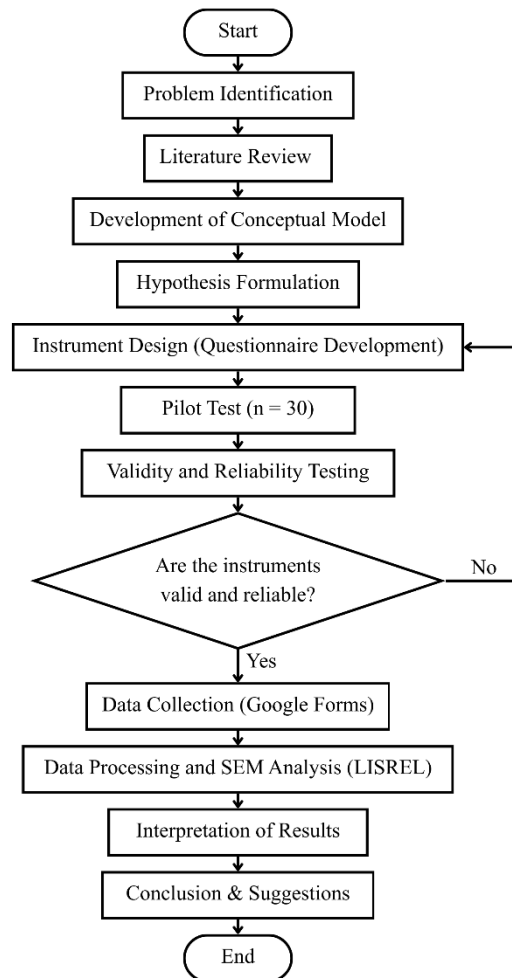 Start
Problem Identification
Literature Review
Development of Conceptual Model
Hypothesis Formulation
Instrument Design (Questionnaire Development)
Pilot Test (n = 30)
Validity and Reliability Testing
Are the instruments
valid and reliable?
No
Yes
Data Collection (Google Forms)
Data Processing and SEM Analysis (LISREL)
Interpretation of Results
Conclusion & Suggestions
End